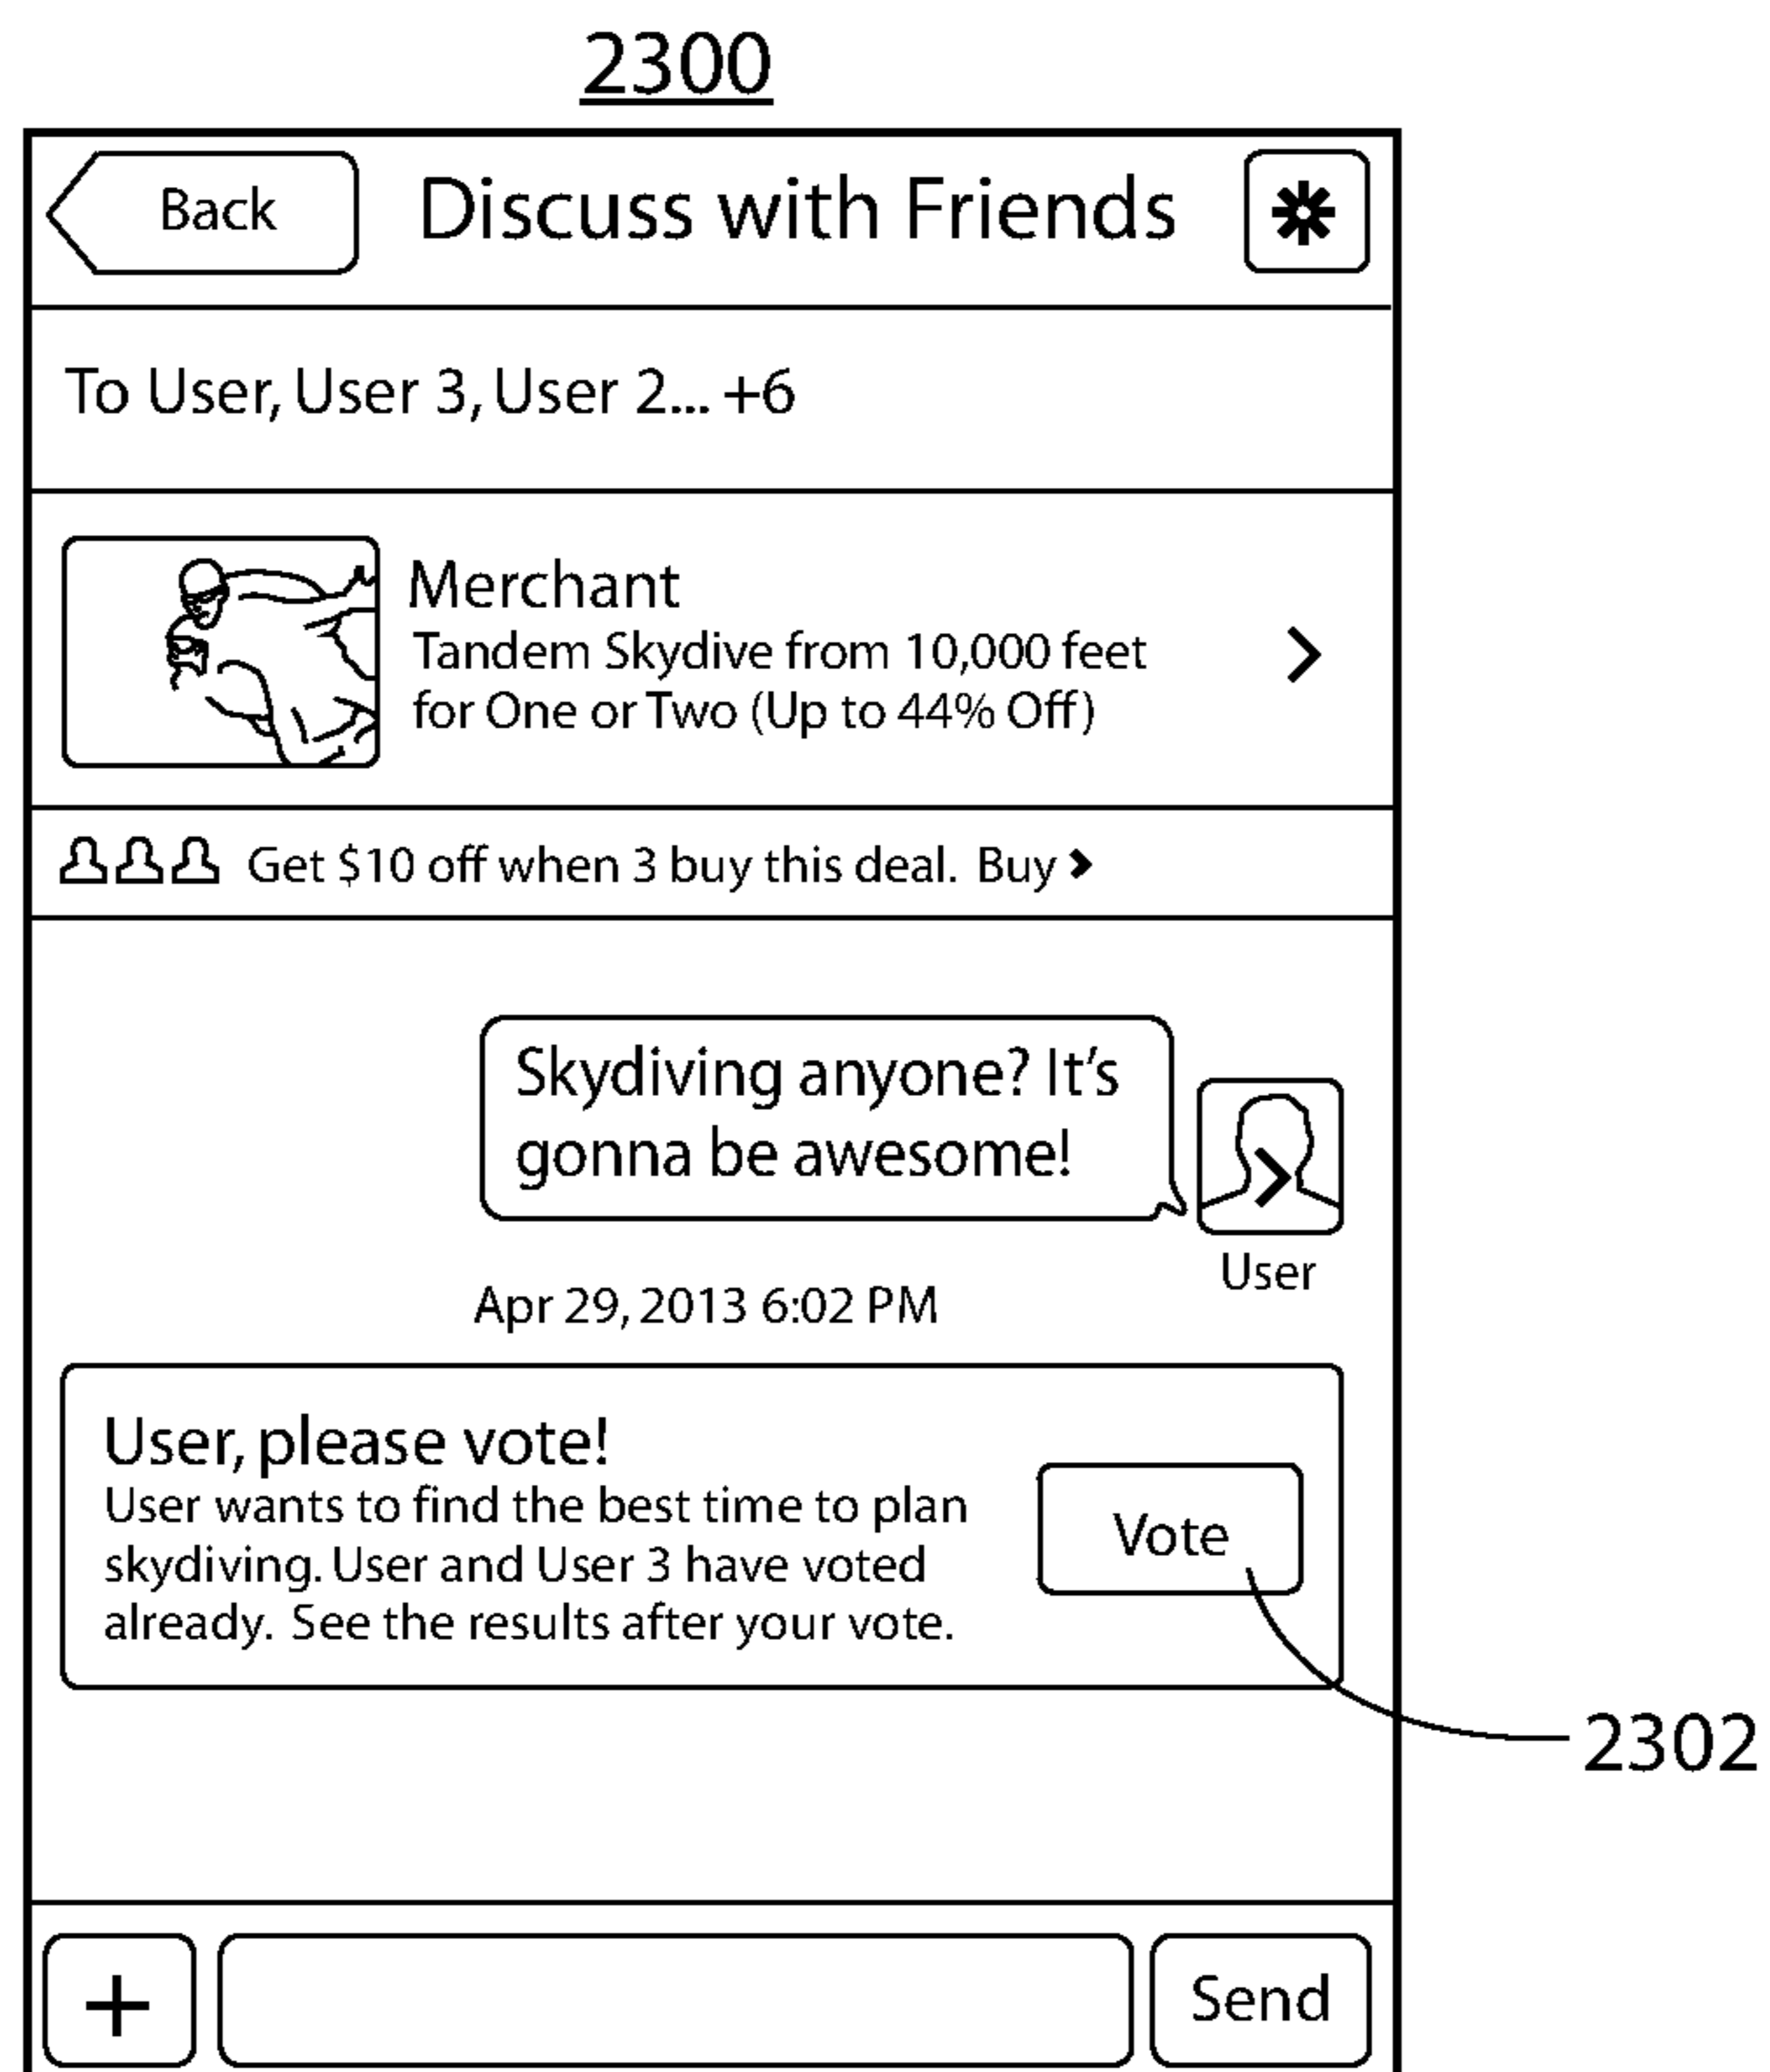 2300
Back
Discuss with Friends
To User, User 3, User 2... +6
Merchant
Tandem Skydive from 10,000 feet
for One or Two (Up to 44% Off)
Get $10 off when 3 buy this deal. Buy
Skydiving anyone? It's
gonna be awesome!
User
Apr 29, 2013 6:02 PM
User, please vote!
User wants to find the best time to plan
skydiving. User and User 3 have voted
already. See the results after your vote.
Vote
2302
+
Send